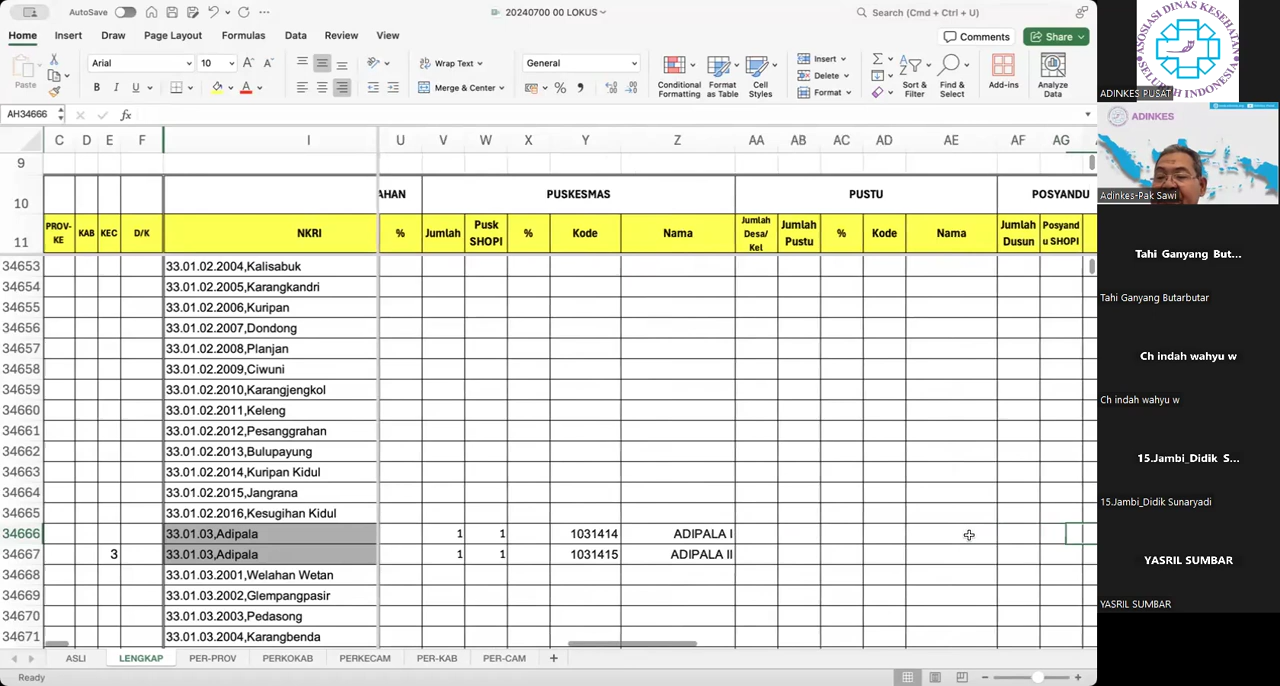 AutoSave
20240700 00 LOKUS
Search (Cmd + Ctrl + U)
Home Insert Draw Page Layout Formulas Data Review View
Comments Share
Paste
Arial 10
B I U A
Wrap Text
Merge & Center
General
Conditional Formatting
Format as Table
Cell Styles
Insert
Delete
Format
Sort & Filter
Find & Select
Add-ins
Analyze Data
AH34666 fx
C D E F I U V W X Y Z AA AB AC AD AE AF AG
9
10 AHAN PUSKESMAS PUSTU POSYANDU
11 PROV-KE KAB KEC D/K NKRI % Jumlah Pusk SHOPI % Kode Nama Jumlah Desa/Kel Jumlah Pustu % Kode Nama Jumlah Dusun Posyandu SHOPI
34653 33.01.02.2004,Kalisabuk
34654 33.01.02.2005,Karangkandri
34655 33.01.02.2006,Kuripan
34656 33.01.02.2007,Dondong
34657 33.01.02.2008,Planjan
34658 33.01.02.2009,Ciwuni
34659 33.01.02.2010,Karangjengkol
34660 33.01.02.2011,Keleng
34661 33.01.02.2012,Pesanggrahan
34662 33.01.02.2013,Bulupayung
34663 33.01.02.2014,Kuripan Kidul
34664 33.01.02.2015,Jangrana
34665 33.01.02.2016,Kesugihan Kidul
34666 33.01.03,Adipala 1 1 1031414 ADIPALA I
34667 3 33.01.03,Adipala 1 1 1031415 ADIPALA II
34668 33.01.03.2001,Welahan Wetan
34669 33.01.03.2002,Glempangpasir
34670 33.01.03.2003,Pedasong
34671 33.01.03.2004,Karangbenda
ASLI LENGKAP PER-PROV PERKOKAB PERKECAM PER-KAB PER-CAM
Ready
ASOSIASI DINAS KESEHATAN
SELURUH INDONESIA
ADINKES PUSAT
ADINKES
Adinkes-Pak Sawi
Tahi Ganyang But...
Tahi Ganyang Butarbutar
Ch indah wahyu w
Ch indah wahyu w
15.Jambi_Didik S...
15.Jambi_Didik Sunaryadi
YASRIL SUMBAR
YASRIL SUMBAR